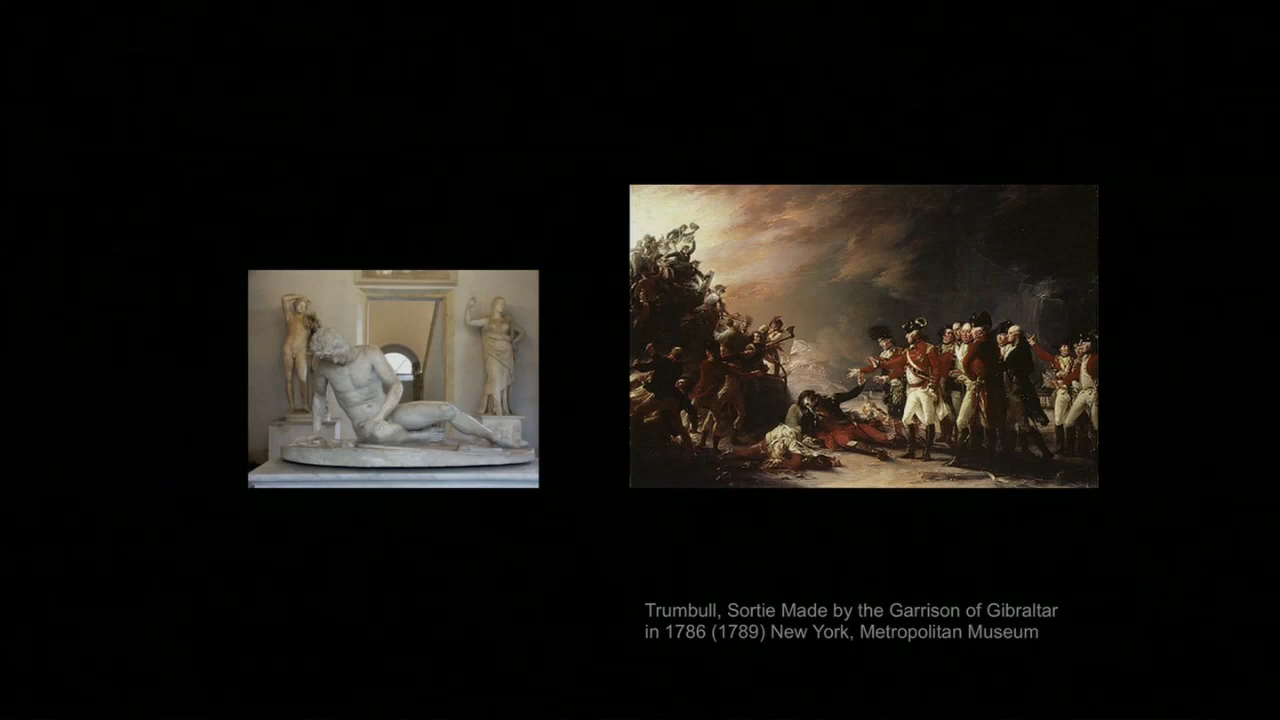 Trumbull, Sortie Made by the Garrison of Gibraltar
in 1786 (1789) New York, Metropolitan Museum